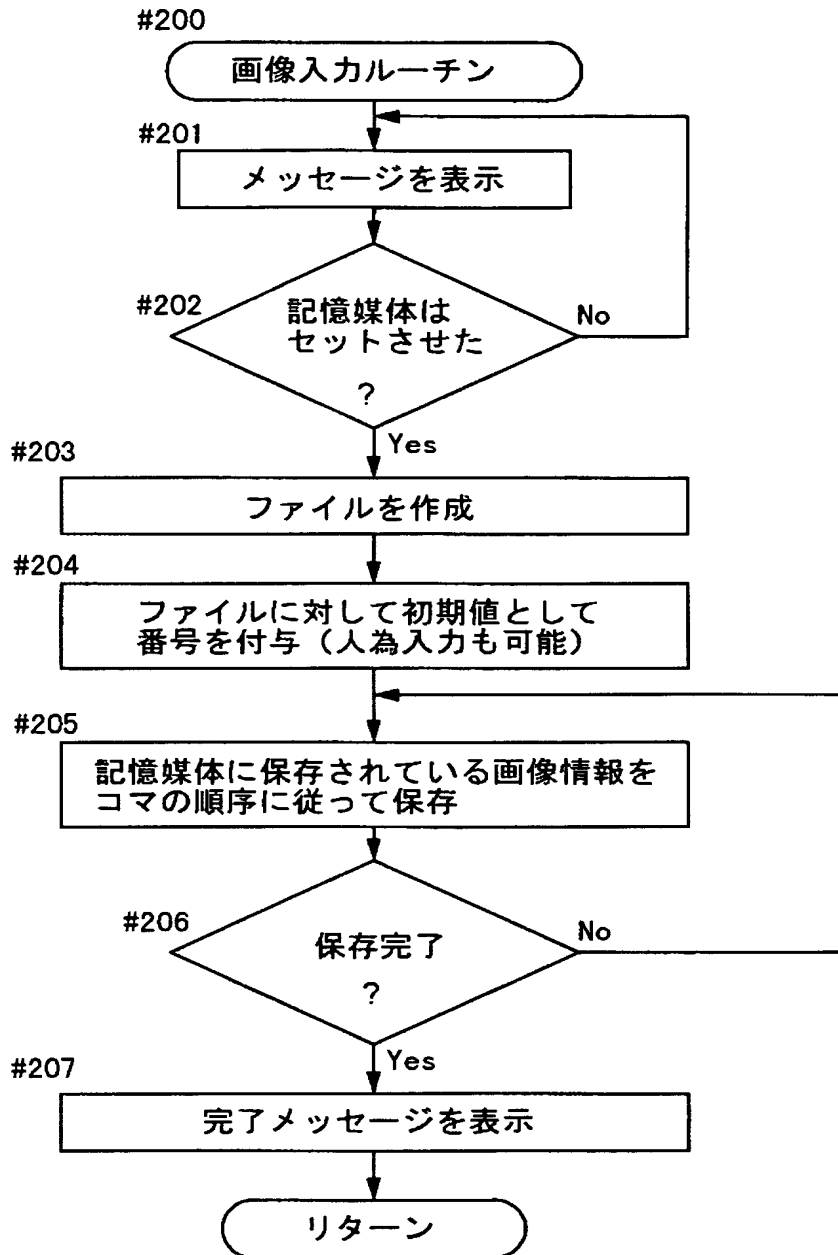 #200
画像入力ルーチン
#201
メッセージを表示
#202
記憶媒体は
セットさせた
?
No
Yes
#203
ファイルを作成
#204
ファイルに対して初期値として
番号を付与（人為入力も可能）
#205
記憶媒体に保存されている画像情報を
コマの順序に従って保存
#206
保存完了
?
No
Yes
#207
完了メッセージを表示
リターン